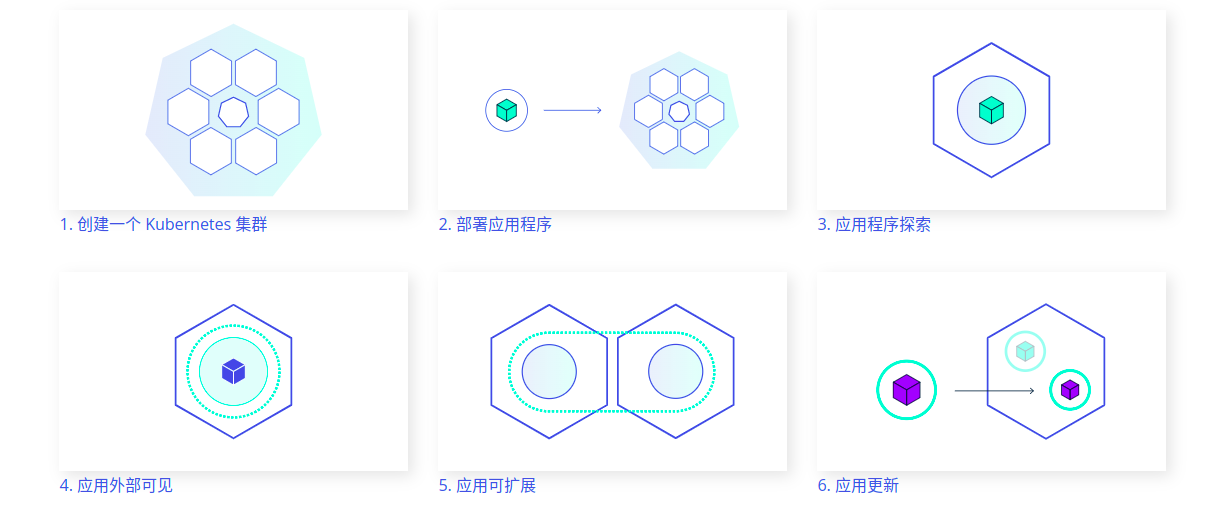 1. 创建一个 Kubernetes 集群
2. 部署应用程序
3. 应用程序探索
4. 应用外部可见
5. 应用可扩展
6. 应用更新